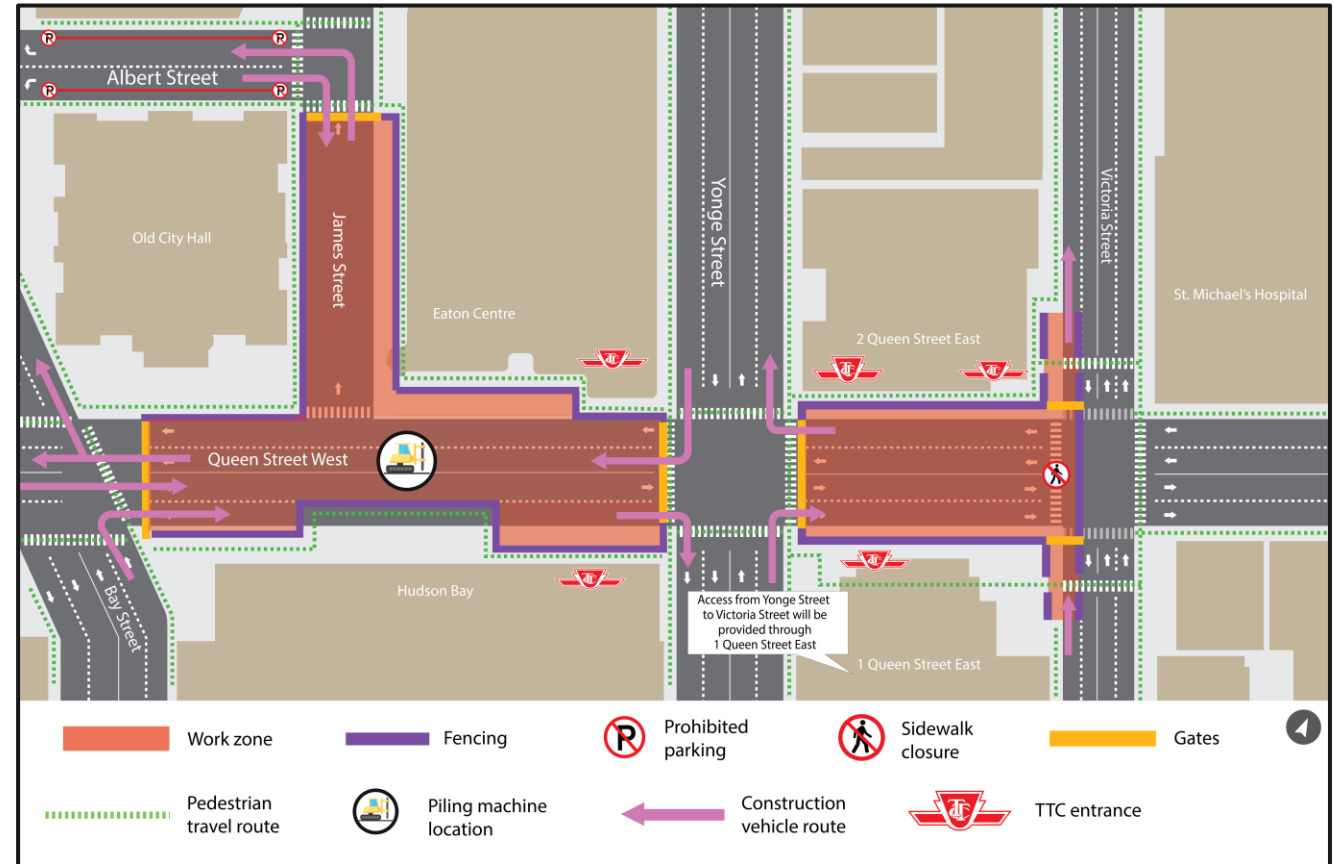 P
P
Albert Street
P
P
Old City Hall
James Street
Eaton Centre
Yonge Street
2 Queen Street East
Victoria Street
St. Michael's Hospital
Queen Street West
Bay Street
Hudson Bay
Access from Yonge Street
to Victoria Street will be
provided through
1 Queen Street East
1 Queen Street East
Work zone
Fencing
P
Prohibited
parking
Sidewalk
closure
Gates
Pedestrian
travel route
Piling machine
location
Construction
vehicle route
TTC
TTC entrance